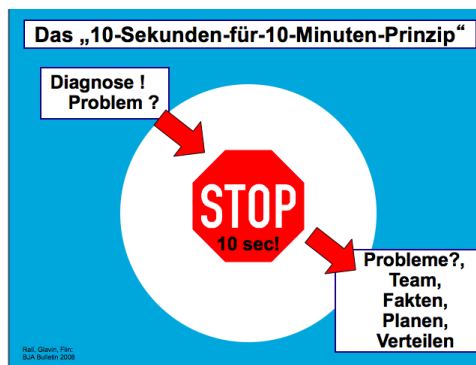 Das „10-Sekunden-für-10-Minuten-Prinzip“
Diagnose !
Problem ?
STOP
10 sec!
Probleme?,
Team,
Fakten,
Planen,
Verteilen
Rall, Glavin, Flin:
BJA Bulletin 2008